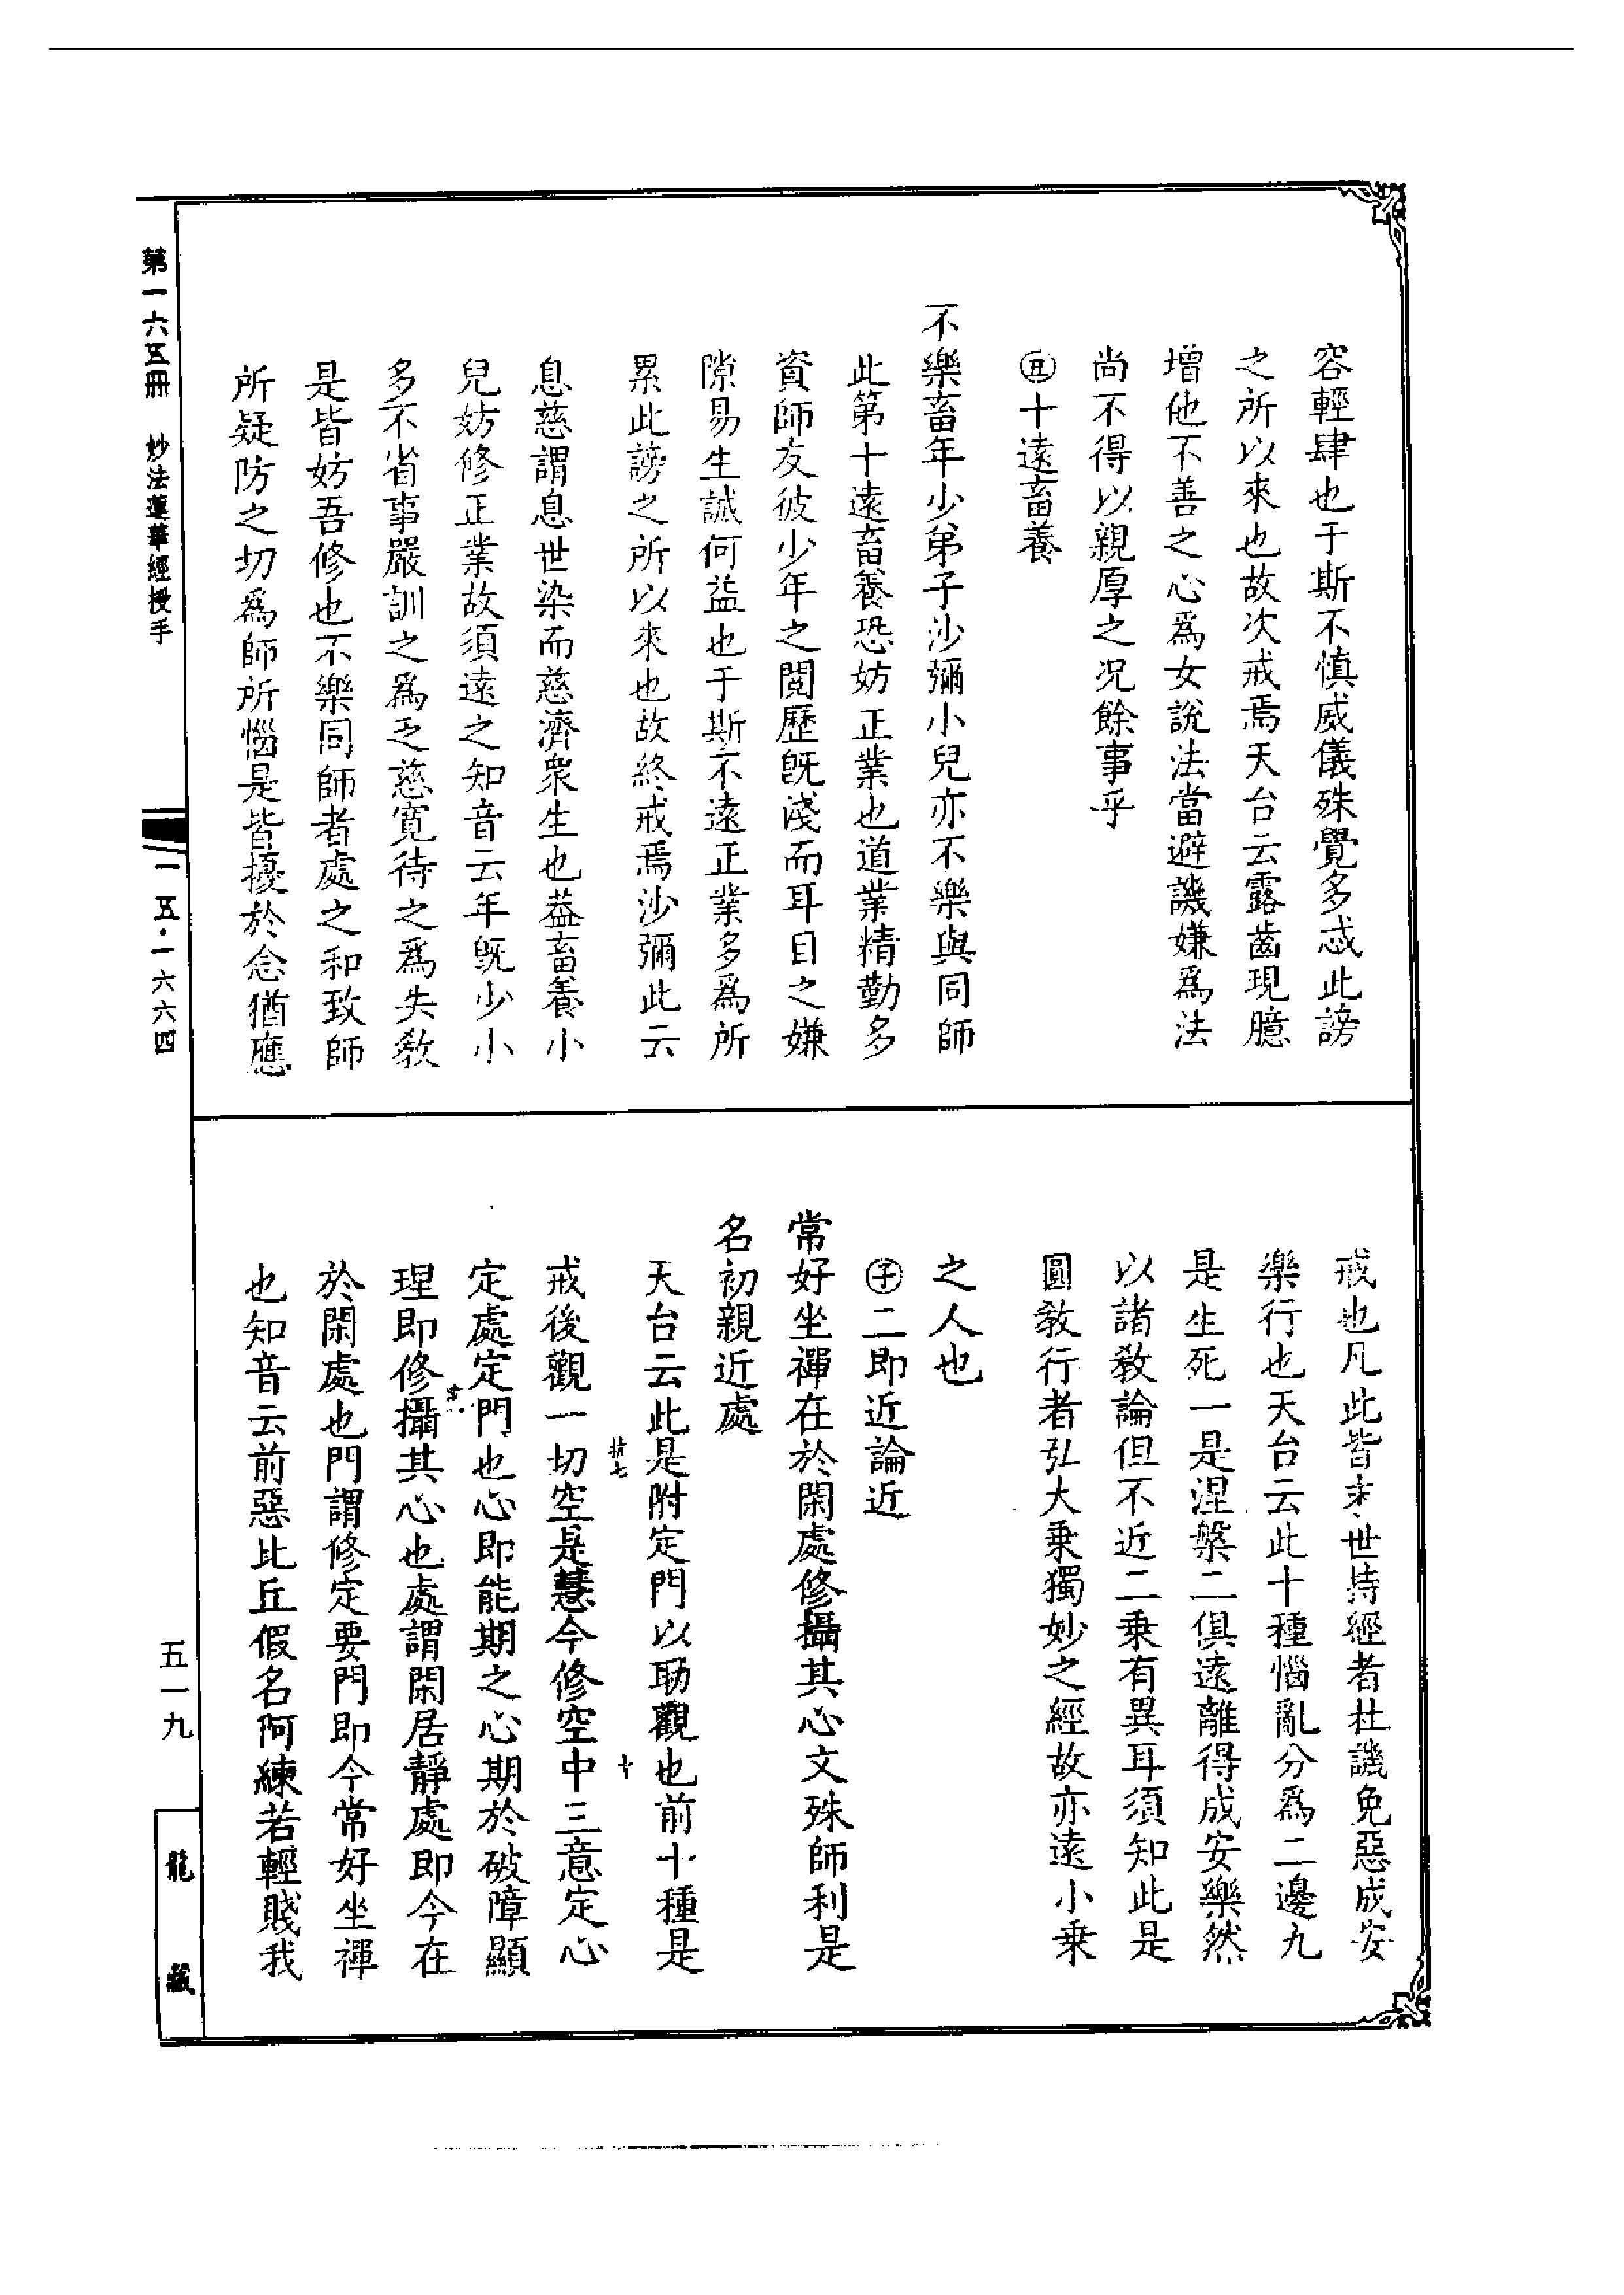 容輕肆也于斯不慎威儀殊覺多忒此謗
之所以來也故次戒焉天台云露齒現臆
增他不善之心為女說法當避譏嫌為法
尚不得以親厚之況餘事乎
㊄十遠畜養
不樂畜年少弟子沙彌小兒亦不樂與同師
此第十遠畜養恐妨正業也道業精勤多
資師友彼少年之閱歷既淺而耳目之嫌
隙易生誠何益也于斯不遠正業多為所
累此謗之所以來也故終戒焉沙彌此云
息慈謂息世染而慈濟眾生也益畜養小
兒妨修正業故須遠之知音云年既少小
多不省事嚴訓之為乏慈寬待之為失教
是皆妨吾修也不樂同師者處之和致師
所疑防之切為師所惱是皆擾於念猶應
戒也凡此皆末世持經者杜譏免惡成安
樂行也天台云此十種惱亂分為二邊九
是生死一是涅槃二俱遠離得成安樂然
以諸教論但不近二乘有異耳須知此是
圓教行者弘大乘獨妙之經故亦遠小乘
之人也
㊛二即近論近
常好坐禪在於閑處修攝其心文殊師利是
名初親近處
天台云此是附定門以助觀也前十種是
戒後觀一切空是慧今修空中三意定心
定處定門也心即能期之心期於破障顯
理即修攝其心也處謂閑居靜處即今在
於閑處也門謂修定要門即今常好坐禪
也知音云前惡比丘假名阿練若輕賤我
第一六五冊 妙法蓮華經授手
一五·一六六四
五一九
龍藏